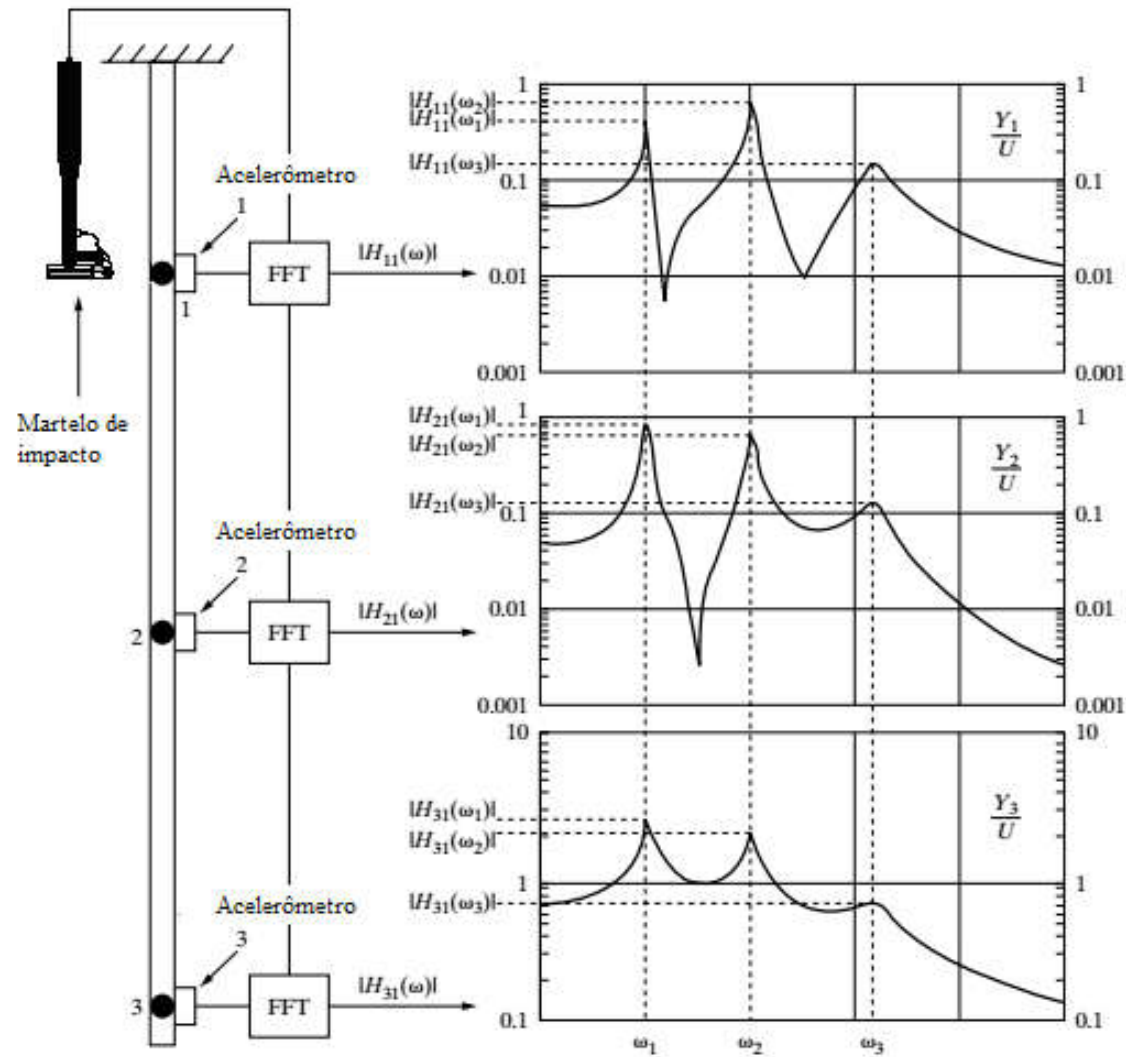 Acelerômetro
1
FFT
|H₁₁(ω)|
1
Martelo de
impacto
Acelerômetro
2
2
FFT
|H₂₁(ω)|
Acelerômetro
3
3
FFT
|H₃₁(ω)|
|H₁₁(ω₂)|
|H₁₁(ω₁)|
|H₁₁(ω₃)|
1
0.1
0.01
0.001
Y₁/U
1
0.1
0.01
0.001
|H₂₁(ω₁)|
|H₂₁(ω₂)|
|H₂₁(ω₃)|
1
0.1
0.01
0.001
Y₂/U
1
0.1
0.01
0.001
|H₃₁(ω₁)|
|H₃₁(ω₂)|
|H₃₁(ω₃)|
10
1
0.1
Y₃/U
10
1
0.1
ω₁ ω₂ ω₃